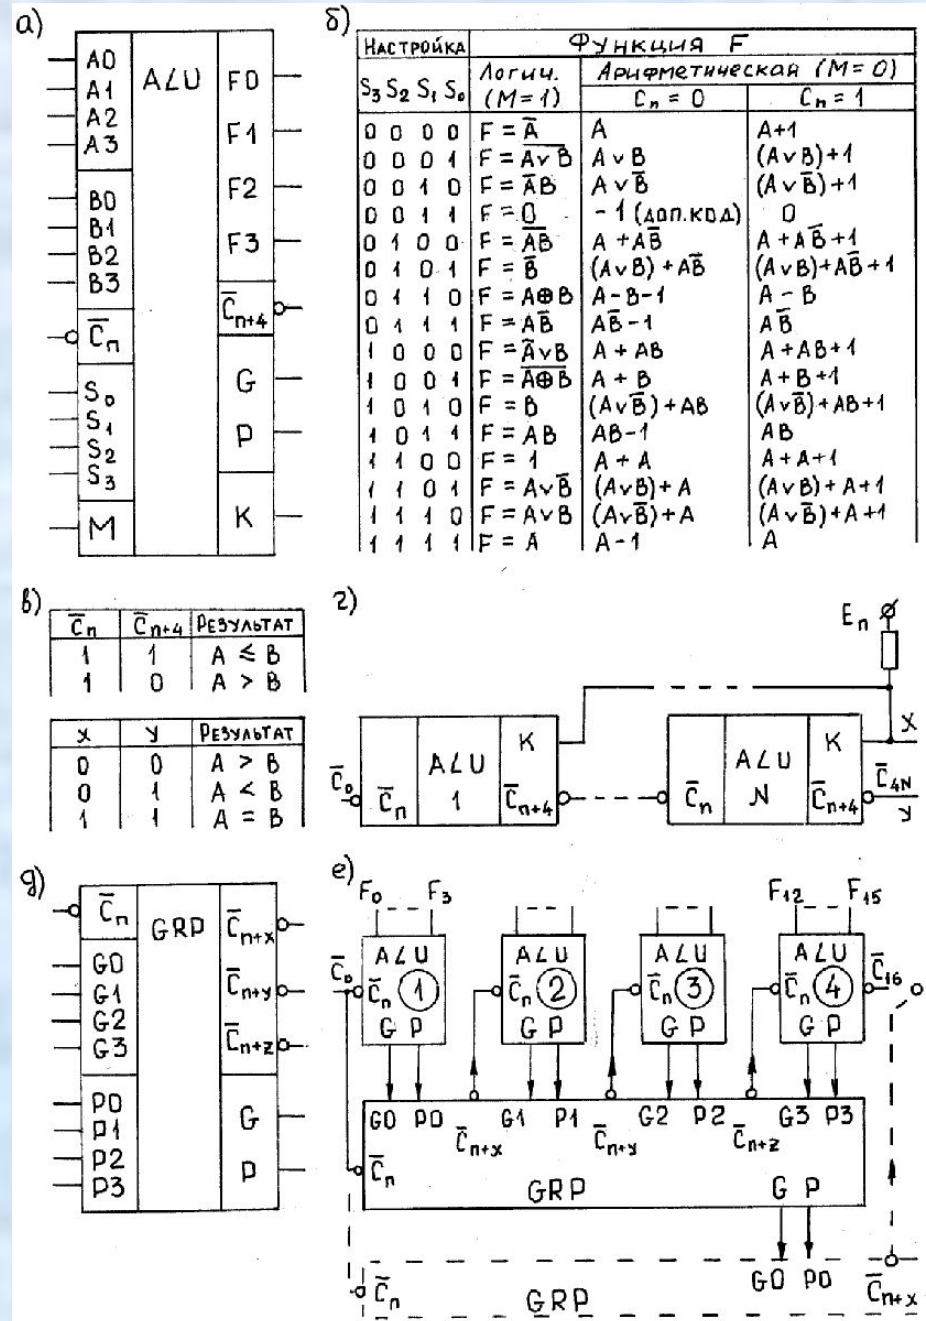 а)
A0
A1
A2
A3
B0
B1
B2
B3
C̅n
S0
S1
S2
S3
M
ALU
F0
F1
F2
F3
C̅n+4
G
P
K
б)
НАСТРОЙКА ФУНКЦИЯ F
S3 S2 S1 S0 Логич. (M=1) Арифметическая (M=0)
Cn = 0 Cn = 1
0 0 0 0 F = A̅ A A+1
0 0 0 1 F = A̅ ̅v̅ ̅B̅ A v B (A v B)+1
0 0 1 0 F = A̅B A v B̅ (A v B̅)+1
0 0 1 1 F = 0 - 1 (доп.код) 0
0 1 0 0 F = A̅B̅ A + AB̅ A + AB̅+1
0 1 0 1 F = B̅ (A v B) + AB̅ (A v B)+AB̅+1
0 1 1 0 F = A⊕B A-B-1 A - B
0 1 1 1 F = AB̅ AB̅-1 AB̅
1 0 0 0 F = A̅ v B A + AB A + AB+1
1 0 0 1 F = A̅⊕̅B̅ A + B A + B+1
1 0 1 0 F = B (A v B̅)+AB (A v B̅)+AB+1
1 0 1 1 F = AB AB-1 AB
1 1 0 0 F = 1 A + A A + A+1
1 1 0 1 F = A v B̅ (A v B)+A (A v B)+A+1
1 1 1 0 F = A v B (A v B̅)+A (A v B̅)+A+1
1 1 1 1 F = A A-1 A
в)
C̅n C̅n+4 РЕЗУЛЬТАТ
1 1 A ≤ B
1 0 A > B
x y РЕЗУЛЬТАТ
0 0 A > B
0 1 A < B
1 1 A = B
г)
Eп
C̅0 C̅n ALU 1 K C̅n+4
C̅n ALU N K C̅n+4
X
C̅4N
У
д)
C̅n
G0
G1
G2
G3
P0
P1
P2
P3
GRP
C̅n+x
C̅n+y
C̅n+z
G
P
е)
F0 F3 F12 F15
ALU ALU ALU ALU
C̅0 C̅n 1 C̅n 2 C̅n 3 C̅n 4 C̅16
G P G P G P G P
G0 P0 C̅n+x G1 P1 C̅n+y G2 P2 C̅n+z G3 P3
C̅n GRP G P
C̅n GRP G0 P0 C̅n+x